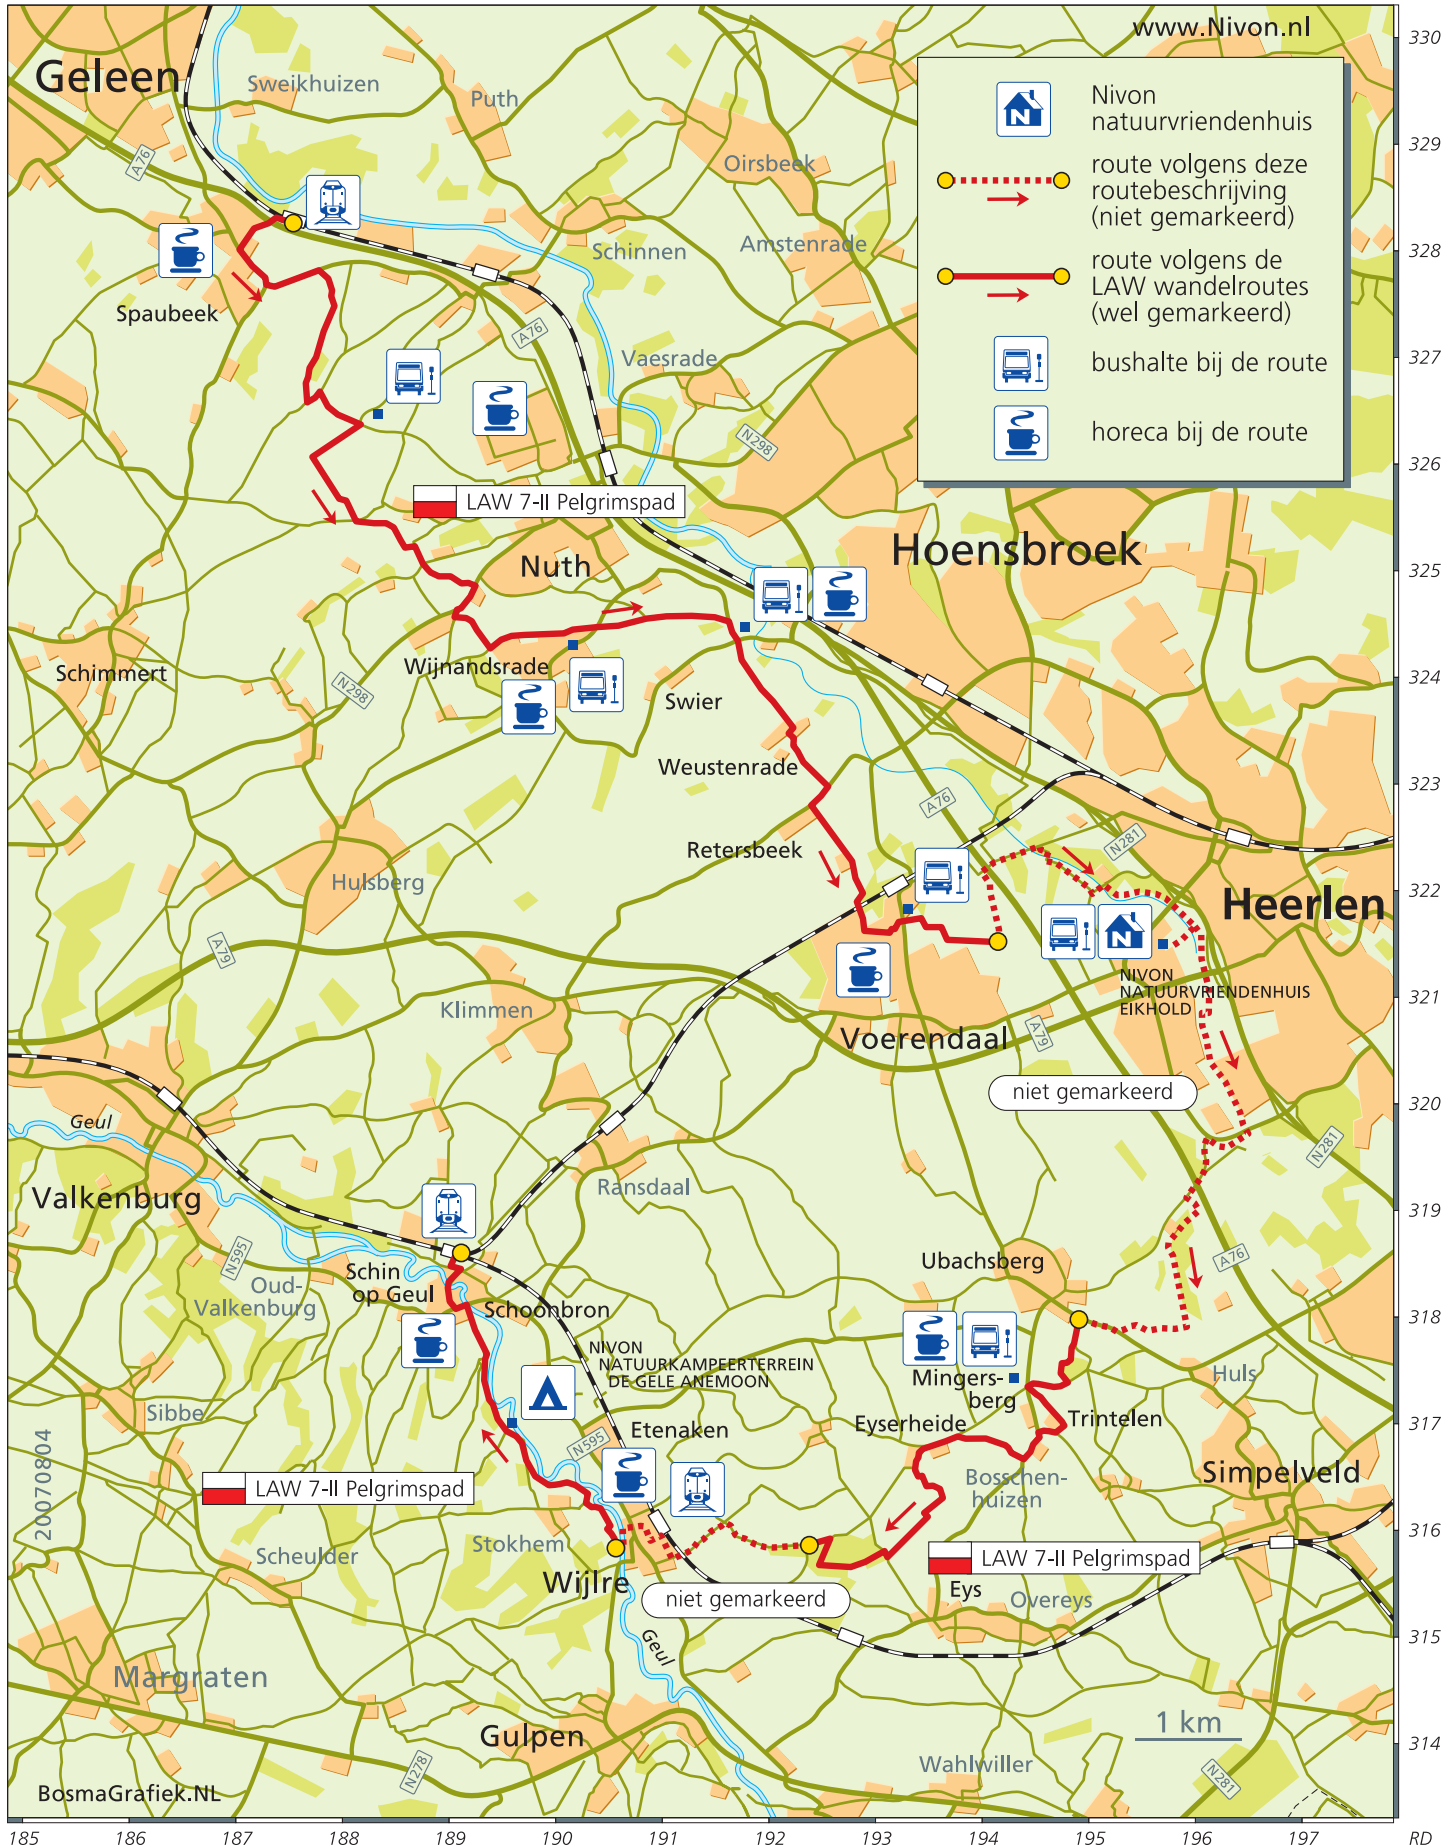 www.Nivon.nl
Nivon
natuurvriendenhuis
route volgens deze
routebeschrijving
(niet gemarkeerd)
route volgens de
LAW wandelroutes
(wel gemarkeerd)
bushalte bij de route
horeca bij de route
Geleen
Sweikhuizen
Puth
A76
Oirsbeek
Schinnen
Amstenrade
Spaubeek
A76
Vaesrade
N298
LAW 7-II Pelgrimspad
Hoensbroek
Nuth
Schimmert
Wijnandsrade
N298
Swier
Weustenrade
A76
N281
Retersbeek
Hulsberg
Heerlen
A79
NIVON
NATUURVRIENDENHUIS
EIKHOLD
Klimmen
Voerendaal
A79
niet gemarkeerd
Geul
N281
Valkenburg
Ransdaal
N595
Oud-
Valkenburg
Schin
op Geul
Ubachsberg
A76
Schoonbron
NIVON
NATUURKAMPEERTERREIN
DE GELE ANEMOON
Mingers-
berg
Huls
Sibbe
Etenaken
Eyserheide
Trintelen
N595
LAW 7-II Pelgrimspad
Bosschen-
huizen
Simpelveld
20070804
Stokhem
Scheulder
LAW 7-II Pelgrimspad
Wijlre
niet gemarkeerd
Eys
Overeys
Geul
Margraten
Gulpen
1 km
Wahlwiller
N278
N281
BosmaGrafiek.NL
330
329
328
327
326
325
324
323
322
321
320
319
318
317
316
315
314
185 186 187 188 189 190 191 192 193 194 195 196 197 RD